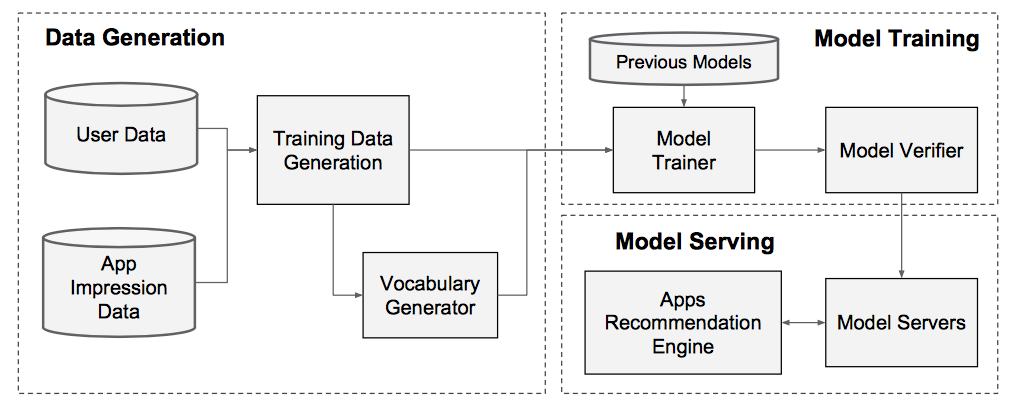 Data Generation
User Data
App
Impression
Data
Training Data
Generation
Vocabulary
Generator
Model Training
Previous Models
Model
Trainer
Model Verifier
Model Serving
Apps
Recommendation
Engine
Model Servers